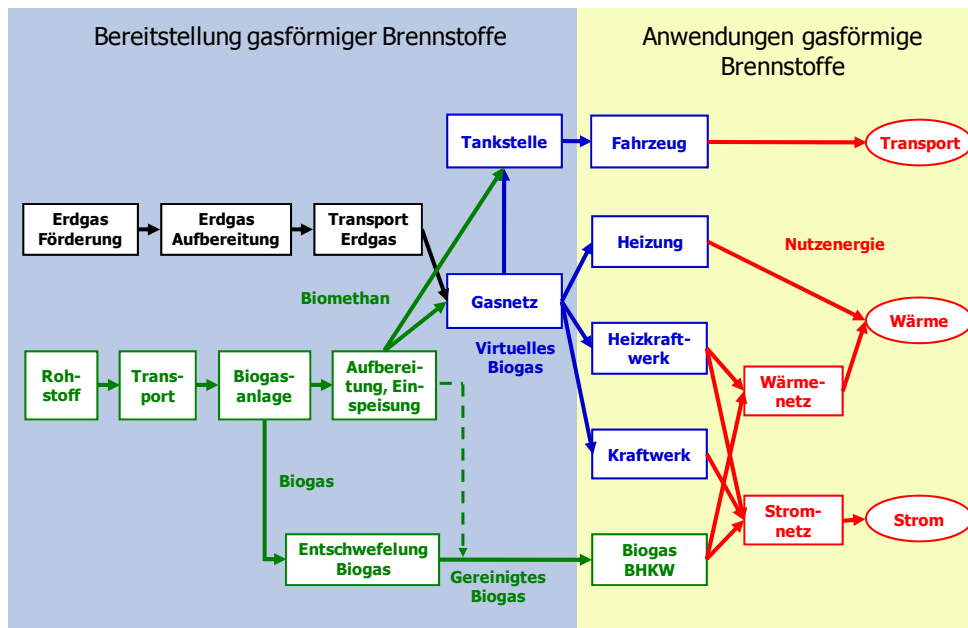 Bereitstellung gasförmiger Brennstoffe
Anwendungen gasförmige
Brennstoffe
Tankstelle
Fahrzeug
Transport
Erdgas
Förderung
Erdgas
Aufbereitung
Transport
Erdgas
Heizung
Nutzenergie
Biomethan
Gasnetz
Wärme
Virtuelles
Biogas
Heizkraft-
werk
Roh-
stoff
Trans-
port
Biogas-
anlage
Aufberei-
tung, Ein-
speisung
Wärme-
netz
Kraftwerk
Biogas
Strom-
netz
Strom
Entschwefelung
Biogas
Gereinigtes
Biogas
Biogas
BHKW